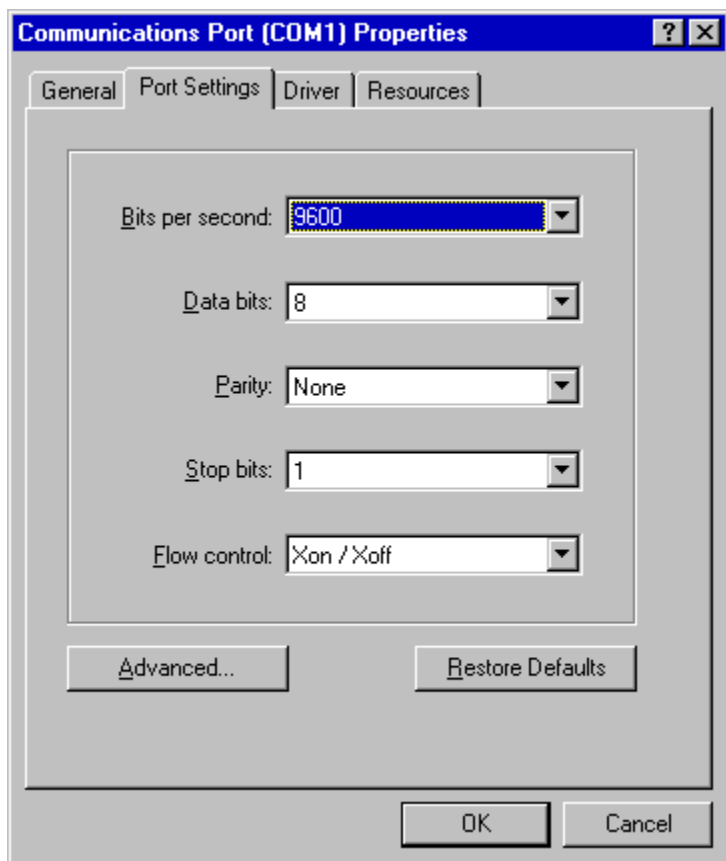 Communications Port (COM1) Properties ? X
General Port Settings Driver Resources
Bits per second: 9600
Data bits: 8
Parity: None
Stop bits: 1
Flow control: Xon / Xoff
Advanced... Restore Defaults
OK Cancel